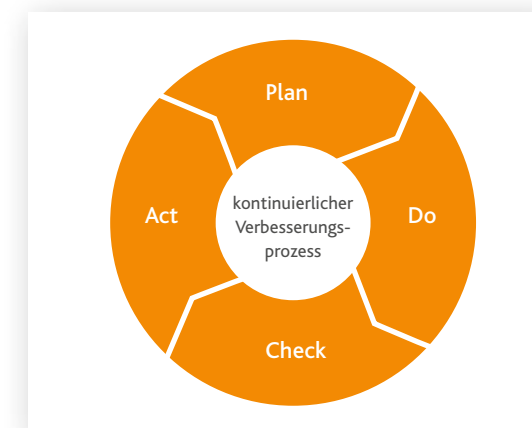 Plan
Act
kontinuierlicher
Verbesserungs-
prozess
Do
Check